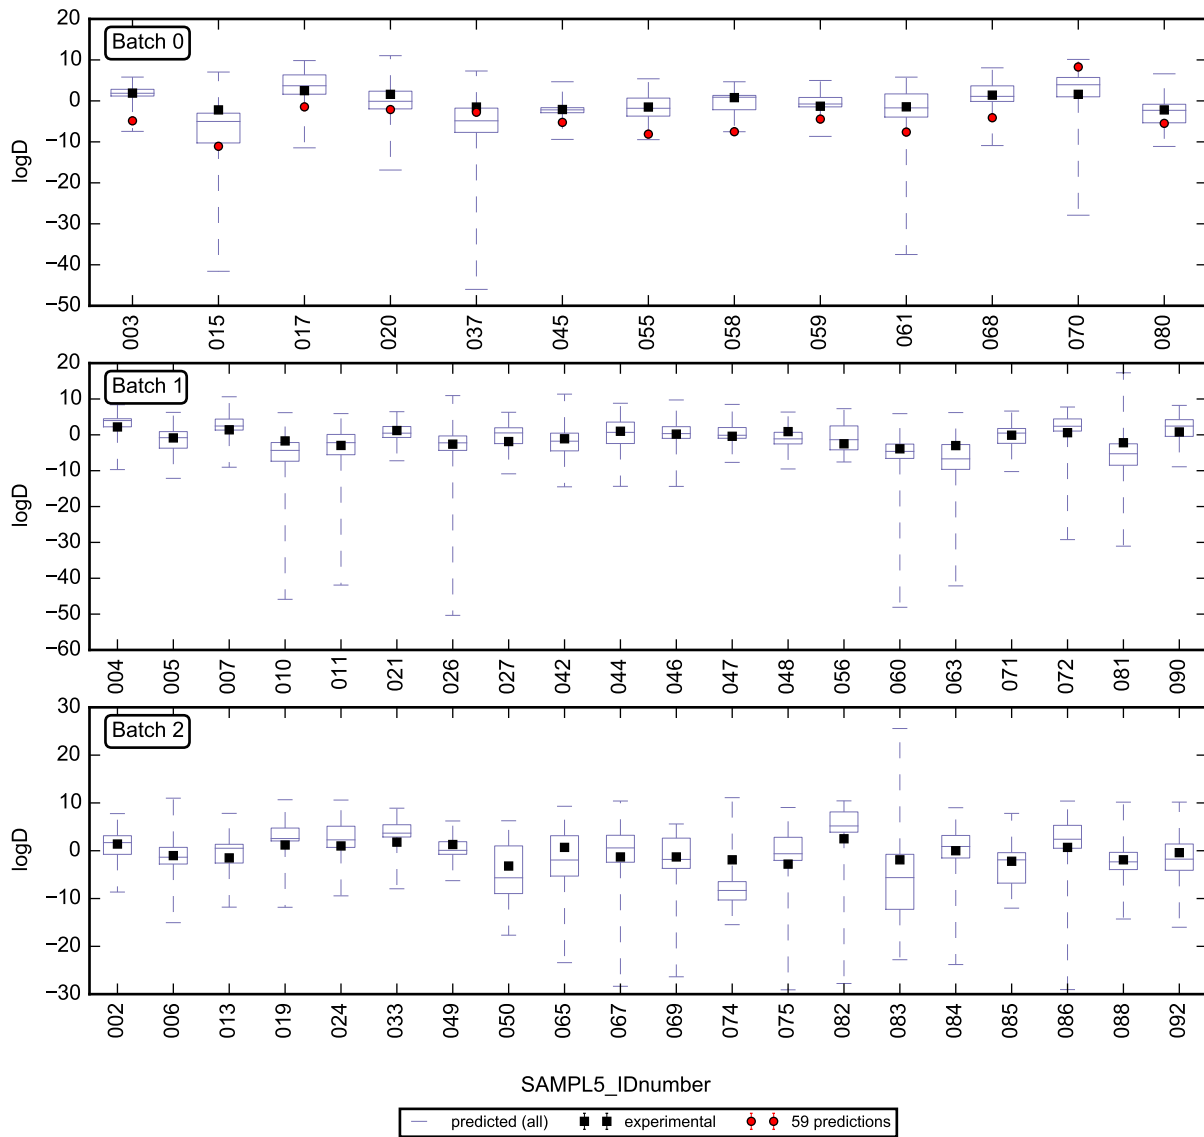 20
Batch 0
10
0
−10
−20
−30
−40
−50
logD
003 015 017 020 037 045 055 058 059 061 068 070 080
20
Batch 1
10
0
−10
−20
−30
−40
−50
−60
logD
004 005 007 010 011 021 026 027 042 044 046 047 048 056 060 063 071 072 081 090
30
Batch 2
20
10
0
−10
−20
−30
logD
002 006 013 019 024 033 049 050 065 067 069 074 075 082 083 084 085 086 088 092
SAMPL5_IDnumber
predicted (all) experimental 59 predictions